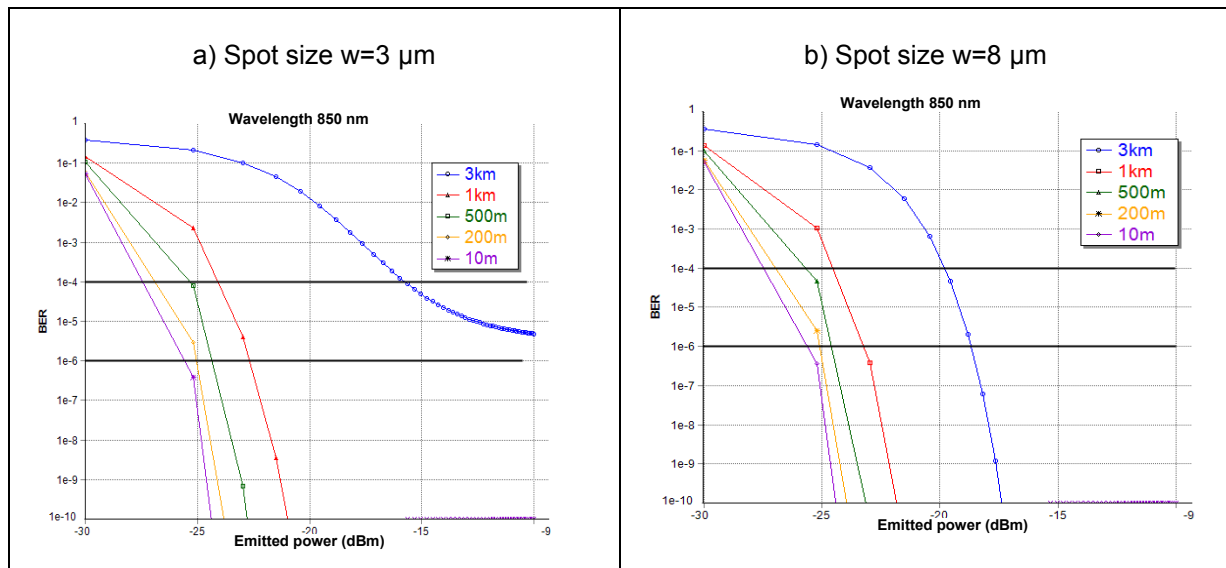 a) Spot size w=3 µm
Wavelength 850 nm
1
1e-1
1e-2
1e-3
1e-4
1e-5
1e-6
1e-7
1e-8
1e-9
1e-10
BER
3km
1km
500m
200m
10m
-30
-25
-20
-15
-9
Emitted power (dBm)
b) Spot size w=8 µm
Wavelength 850 nm
1
1e-1
1e-2
1e-3
1e-4
1e-5
1e-6
1e-7
1e-8
1e-9
1e-10
BER
3km
1km
500m
200m
10m
-30
-25
-20
-15
-9
Emitted power (dBm)